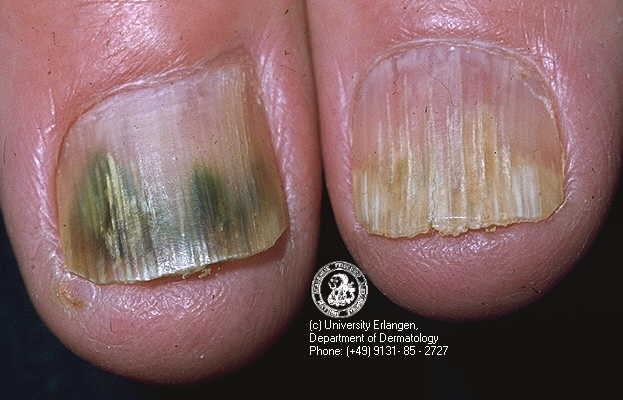 (c) University Erlangen,
Department of Dermatology
Phone: (+49) 9131- 85 - 2727